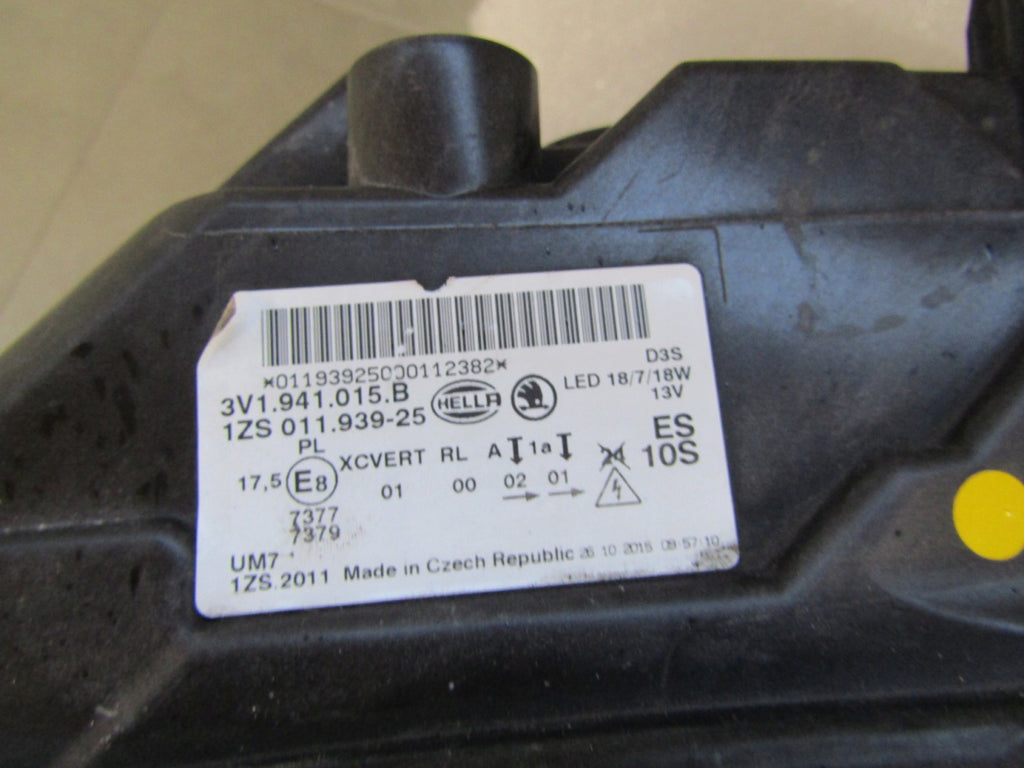 *01193925000112382*
3V1.941.015.B
1ZS 011.939-25
HELLA
D3S
LED 18/7/18W
13V
ES
10S
PL
17,5 E8 XCVERT RL A 1a 24
01 00 02 01
7377
7379
UM7
1ZS.2011 Made in Czech Republic 26 10 2015 09:57:10